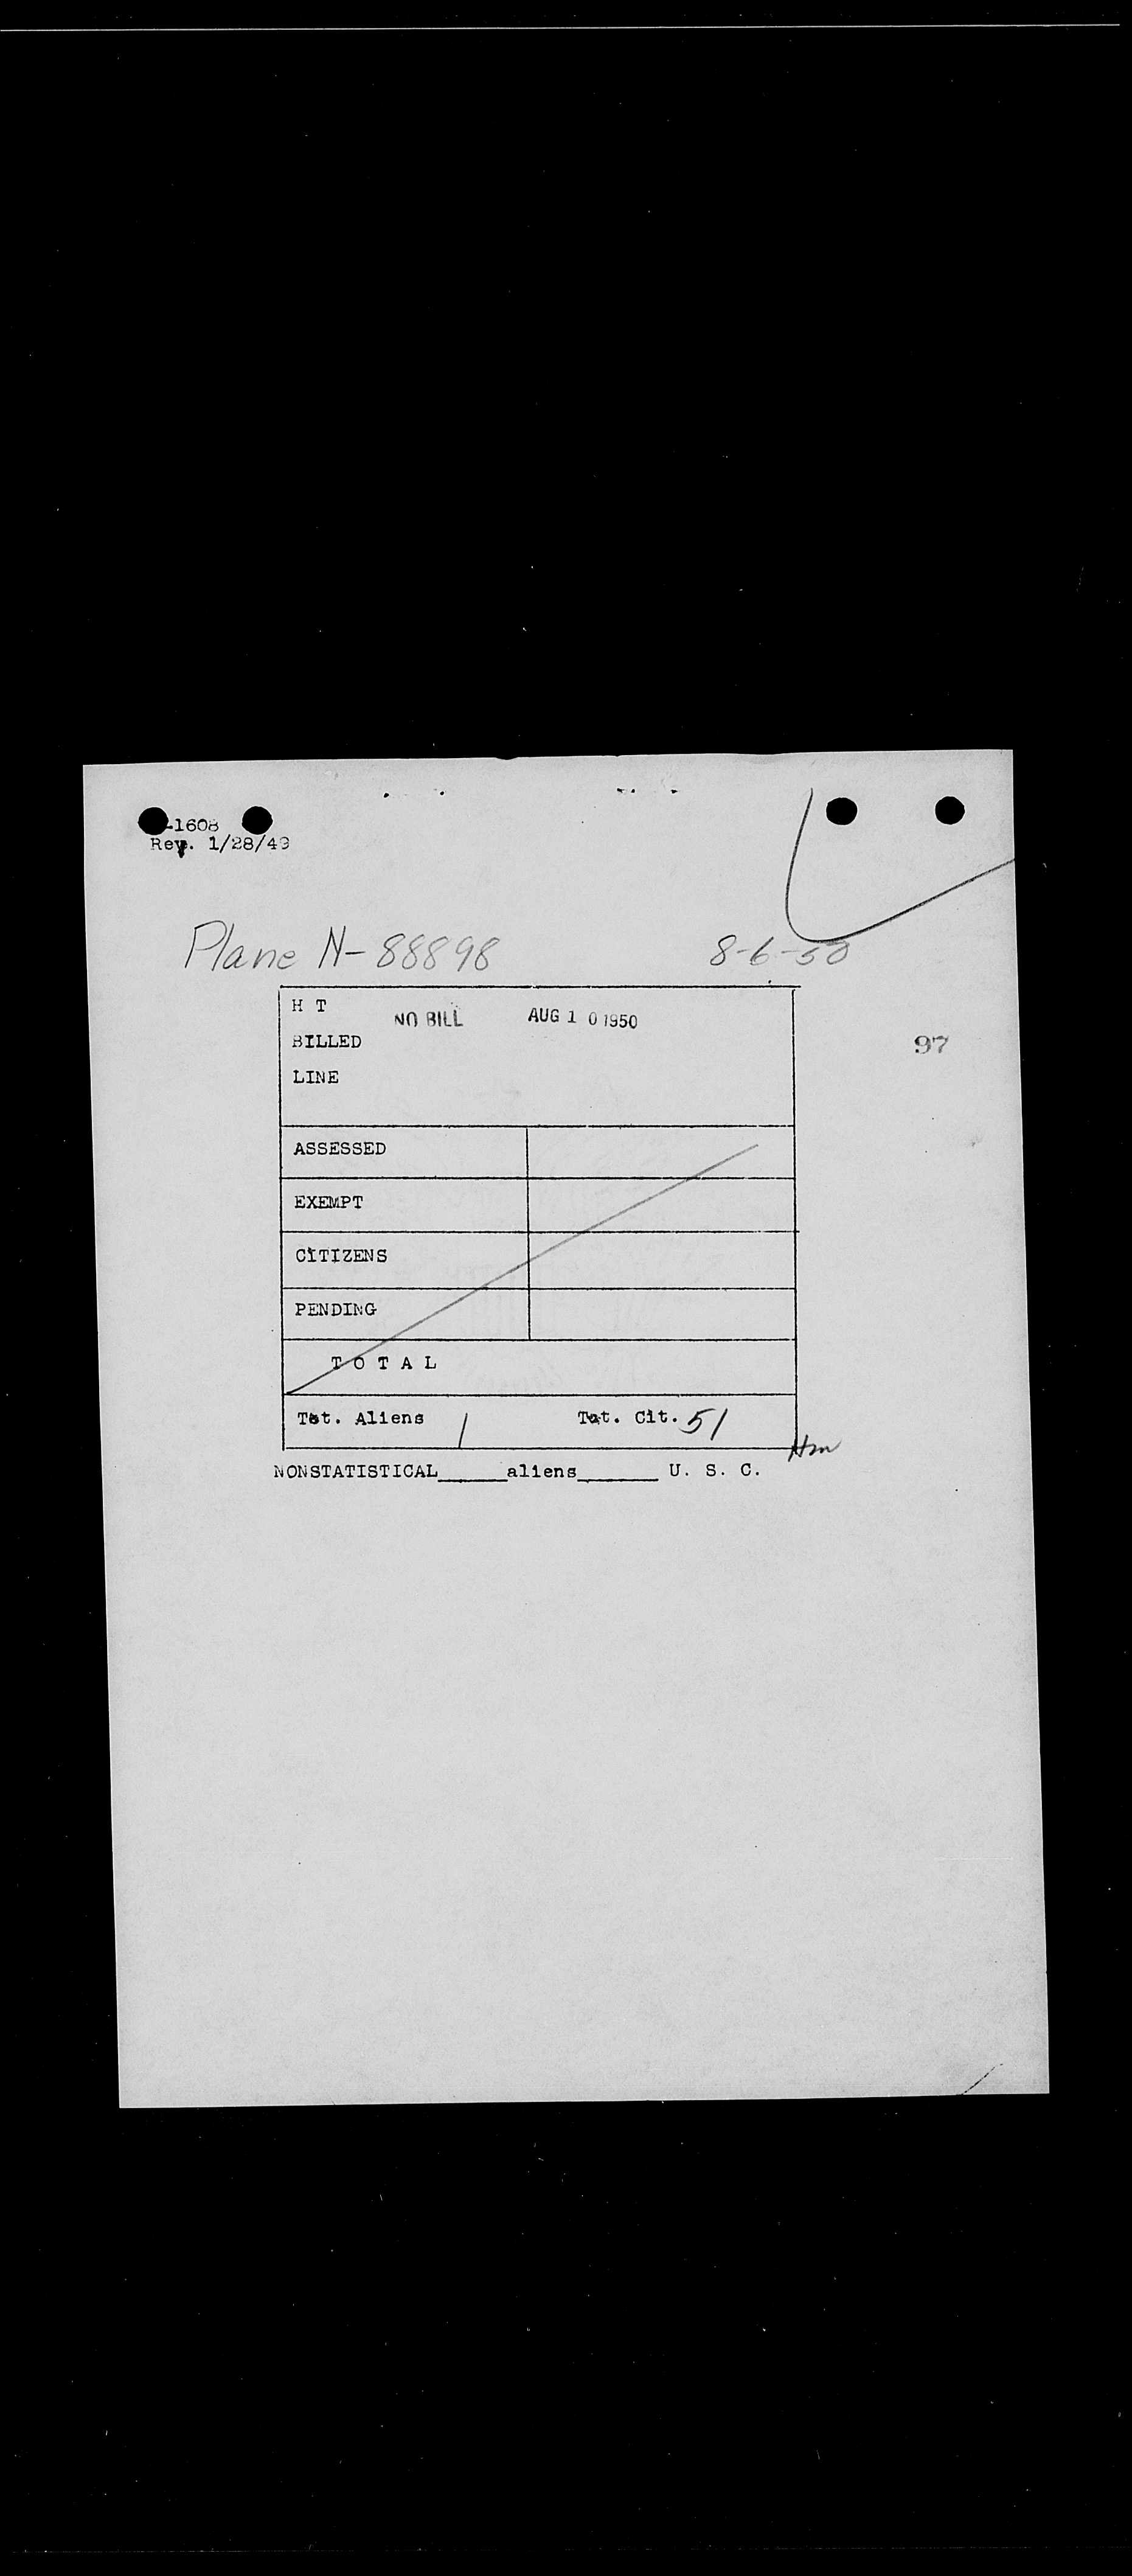 -1608
Rev. 1/28/49
Plane N-88898 8-6-50
H T
NO BILL AUG 1 0 1950
BILLED
97
LINE
ASSESSED
EXEMPT
CITIZENS
PENDING
T O T A L
Tot. Aliens 1 Tot. Cit. 51
NONSTATISTICAL______aliens_______ U. S. C.